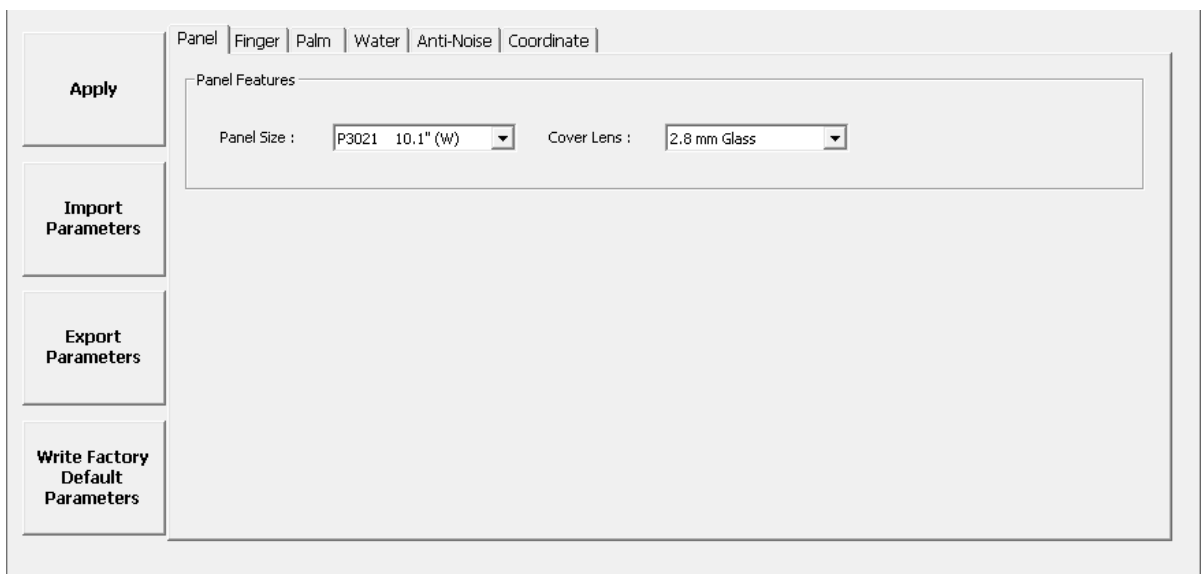 Panel Finger Palm Water Anti-Noise Coordinate
Apply
Import
Parameters
Export
Parameters
Write Factory
Default
Parameters
Panel Features
Panel Size : P3021 10.1" (W) Cover Lens : 2.8 mm Glass